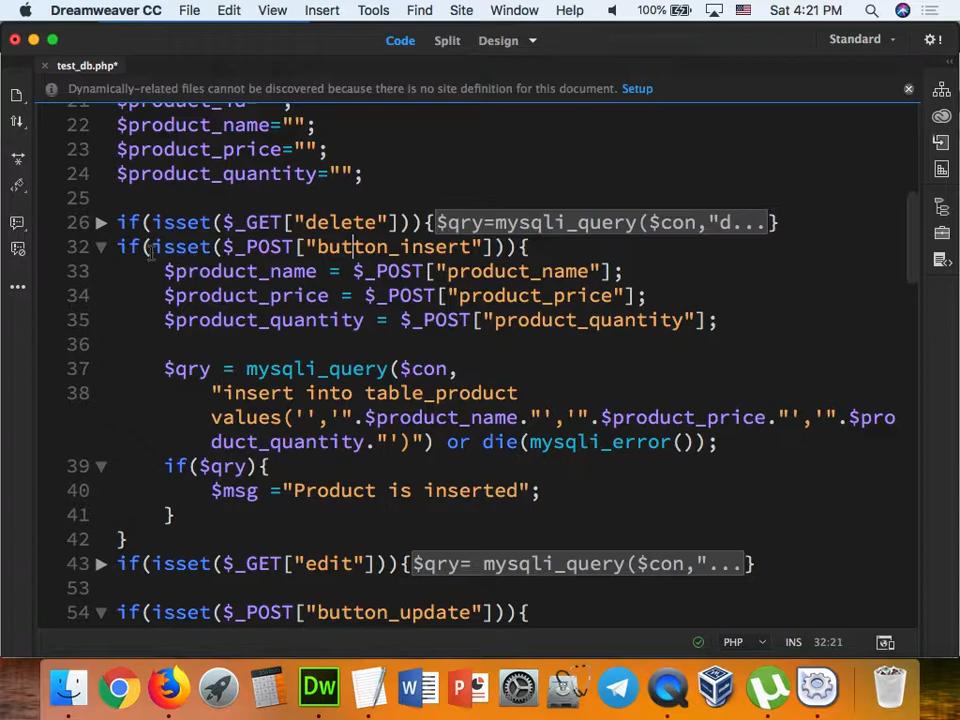 Dreamweaver CC File Edit View Insert Tools Find Site Window Help 100% Sat 4:21 PM
Code Split Design Standard
test_db.php*
Dynamically-related files cannot be discovered because there is no site definition for this document. Setup
22 $product_name="";
23 $product_price="";
24 $product_quantity="";
25
26 if(isset($_GET["delete"])){$qry=mysqli_query($con,"d...}
32 if(isset($_POST["button_insert"])){
33 $product_name = $_POST["product_name"];
34 $product_price = $_POST["product_price"];
35 $product_quantity = $_POST["product_quantity"];
36
37 $qry = mysqli_query($con,
38 "insert into table_product
values('','".$product_name."','".$product_price."','".$pro
duct_quantity."')") or die(mysqli_error());
39 if($qry){
40 $msg ="Product is inserted";
41 }
42 }
43 if(isset($_GET["edit"])){$qry= mysqli_query($con,"...}
53
54 if(isset($_POST["button_update"])){
PHP INS 32:21
Dw